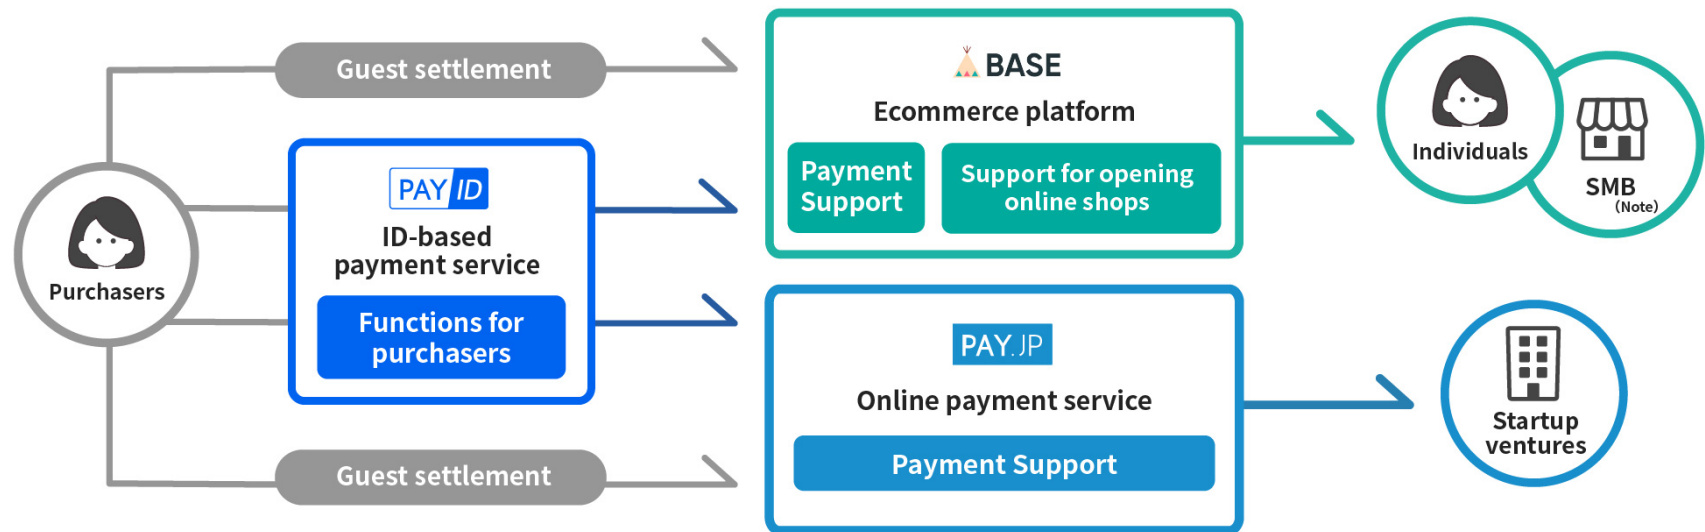 Guest settlement
BASE
Ecommerce platform
Payment
Support
Support for opening
online shops
Individuals
SMB
(Note)
Purchasers
PAY ID
ID-based
payment service
Functions for
purchasers
PAY.JP
Online payment service
Payment Support
Startup
ventures
Guest settlement